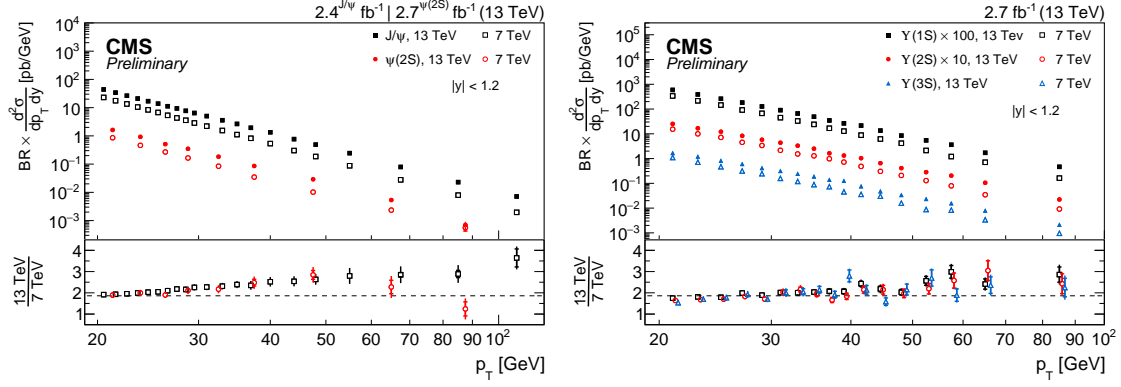 2.4^{J/ψ} fb⁻¹ | 2.7^{ψ(2S)} fb⁻¹ (13 TeV)
CMS
Preliminary
J/ψ, 13 TeV
7 TeV
ψ(2S), 13 TeV
7 TeV
|y| < 1.2
BR × d²σ/dp_T dy [pb/GeV]
10⁴
10³
10²
10
1
10⁻¹
10⁻²
10⁻³
13 TeV
7 TeV
4
3
2
1
20 30 40 50 60 70 80 90 10²
p_T [GeV]
2.7 fb⁻¹ (13 TeV)
CMS
Preliminary
ϒ(1S) × 100, 13 TeV
7 TeV
ϒ(2S) × 10, 13 TeV
7 TeV
ϒ(3S), 13 TeV
7 TeV
|y| < 1.2
BR × d²σ/dp_T dy [pb/GeV]
10⁵
10⁴
10³
10²
10
1
10⁻¹
10⁻²
10⁻³
13 TeV
7 TeV
4
3
2
1
20 30 40 50 60 70 80 90 10²
p_T [GeV]